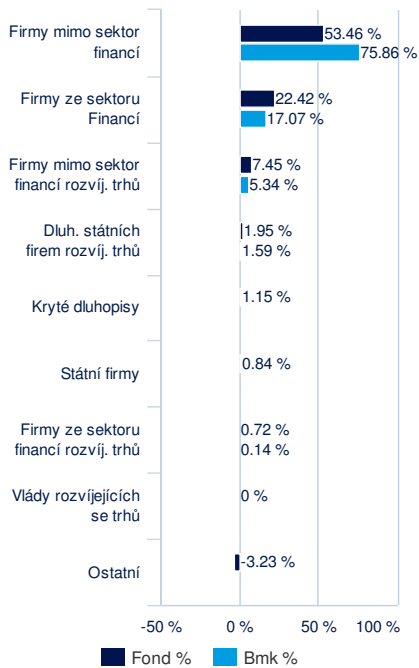 Firmy mimo sektor
financí
53.46 %
75.86 %
Firmy ze sektoru
Financí
22.42 %
17.07 %
Firmy mimo sektor
financí rozvíj. trhů
7.45 %
5.34 %
Dluh. státních
firem rozvíj. trhů
1.95 %
1.59 %
Kryté dluhopisy
1.15 %
Státní firmy
0.84 %
Firmy ze sektoru
financí rozvíj. trhů
0.72 %
0.14 %
Vlády rozvíjejících
se trhů
0 %
Ostatní
-3.23 %
-50 % 0 % 50 % 100 %
Fond % Bmk %